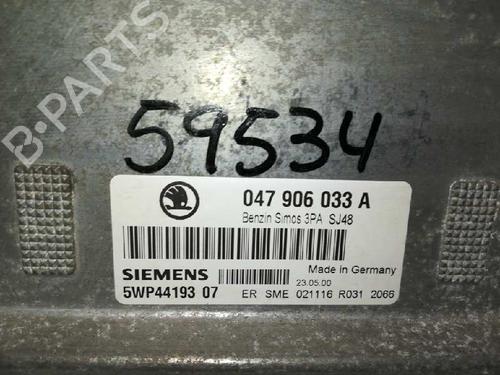 B-PARTS
59534
047 906 033 A
Benzin Simos 3PA SJ48
SIEMENS
Made in Germany
23.05.00
5WP44193 07
ER SME 021116 R031 2066